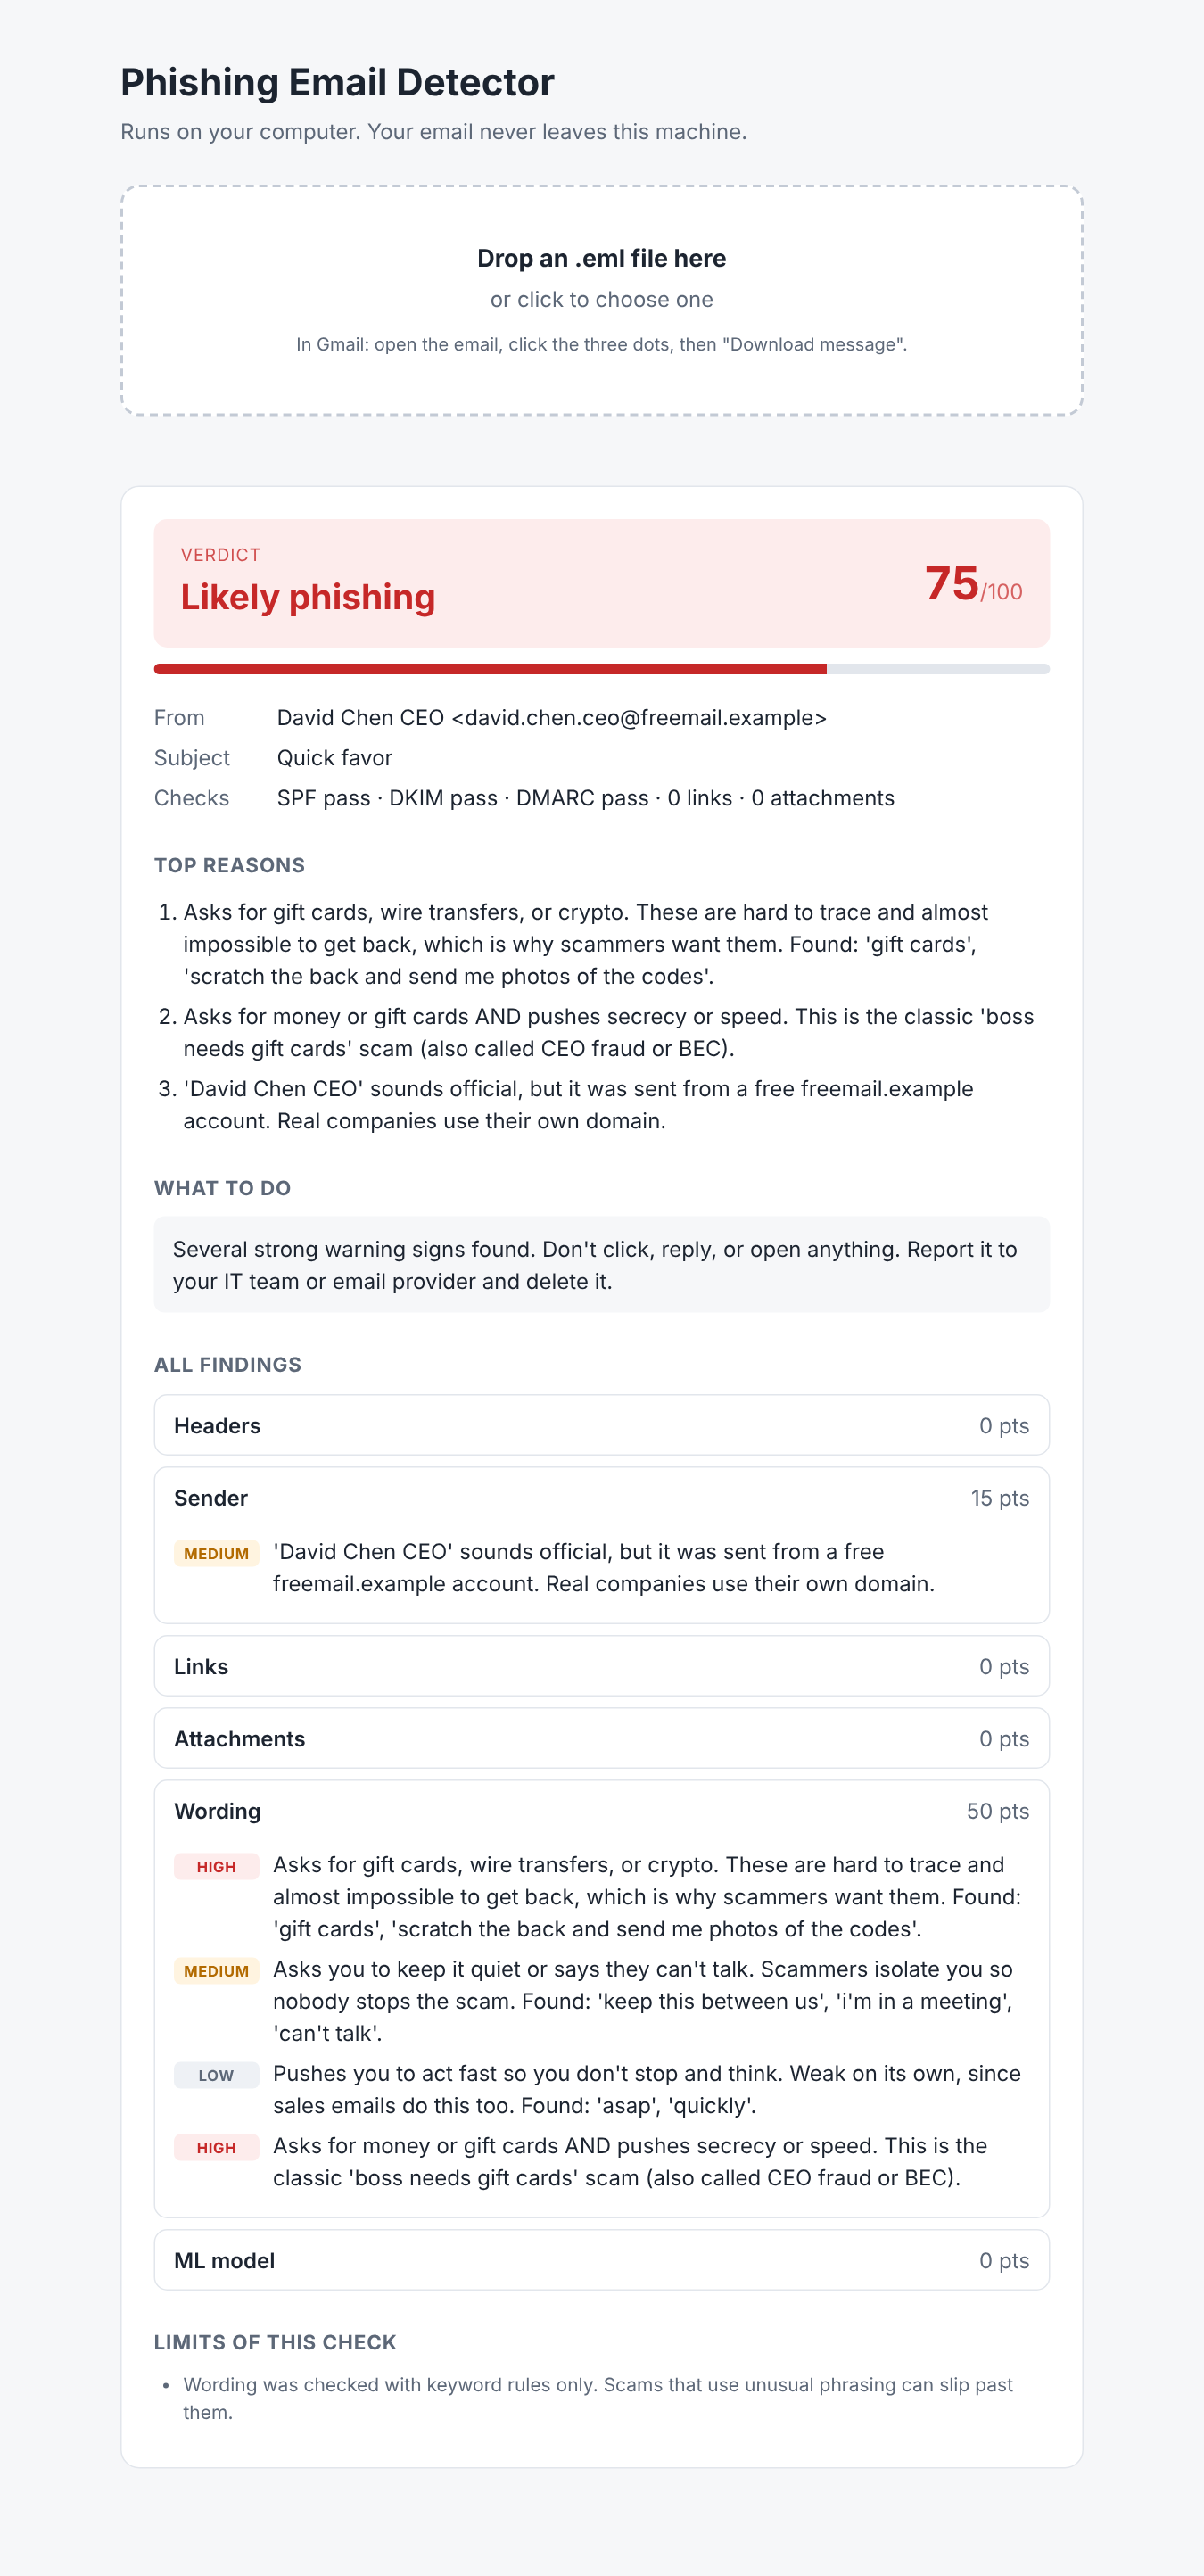 Phishing Email Detector
Runs on your computer. Your email never leaves this machine.
Drop an .eml file here
or click to choose one
In Gmail: open the email, click the three dots, then "Download message".
VERDICT
Likely phishing
75/100
From David Chen CEO <david.chen.ceo@freemail.example>
Subject Quick favor
Checks SPF pass · DKIM pass · DMARC pass · 0 links · 0 attachments
TOP REASONS
1. Asks for gift cards, wire transfers, or crypto. These are hard to trace and almost
impossible to get back, which is why scammers want them. Found: 'gift cards',
'scratch the back and send me photos of the codes'.
2. Asks for money or gift cards AND pushes secrecy or speed. This is the classic 'boss
needs gift cards' scam (also called CEO fraud or BEC).
3. 'David Chen CEO' sounds official, but it was sent from a free freemail.example
account. Real companies use their own domain.
WHAT TO DO
Several strong warning signs found. Don't click, reply, or open anything. Report it to
your IT team or email provider and delete it.
ALL FINDINGS
Headers 0 pts
Sender 15 pts
MEDIUM 'David Chen CEO' sounds official, but it was sent from a free
freemail.example account. Real companies use their own domain.
Links 0 pts
Attachments 0 pts
Wording 50 pts
HIGH Asks for gift cards, wire transfers, or crypto. These are hard to trace and
almost impossible to get back, which is why scammers want them. Found:
'gift cards', 'scratch the back and send me photos of the codes'.
MEDIUM Asks you to keep it quiet or says they can't talk. Scammers isolate you so
nobody stops the scam. Found: 'keep this between us', 'i'm in a meeting',
'can't talk'.
LOW Pushes you to act fast so you don't stop and think. Weak on its own, since
sales emails do this too. Found: 'asap', 'quickly'.
HIGH Asks for money or gift cards AND pushes secrecy or speed. This is the
classic 'boss needs gift cards' scam (also called CEO fraud or BEC).
ML model 0 pts
LIMITS OF THIS CHECK
• Wording was checked with keyword rules only. Scams that use unusual phrasing can slip past
them.